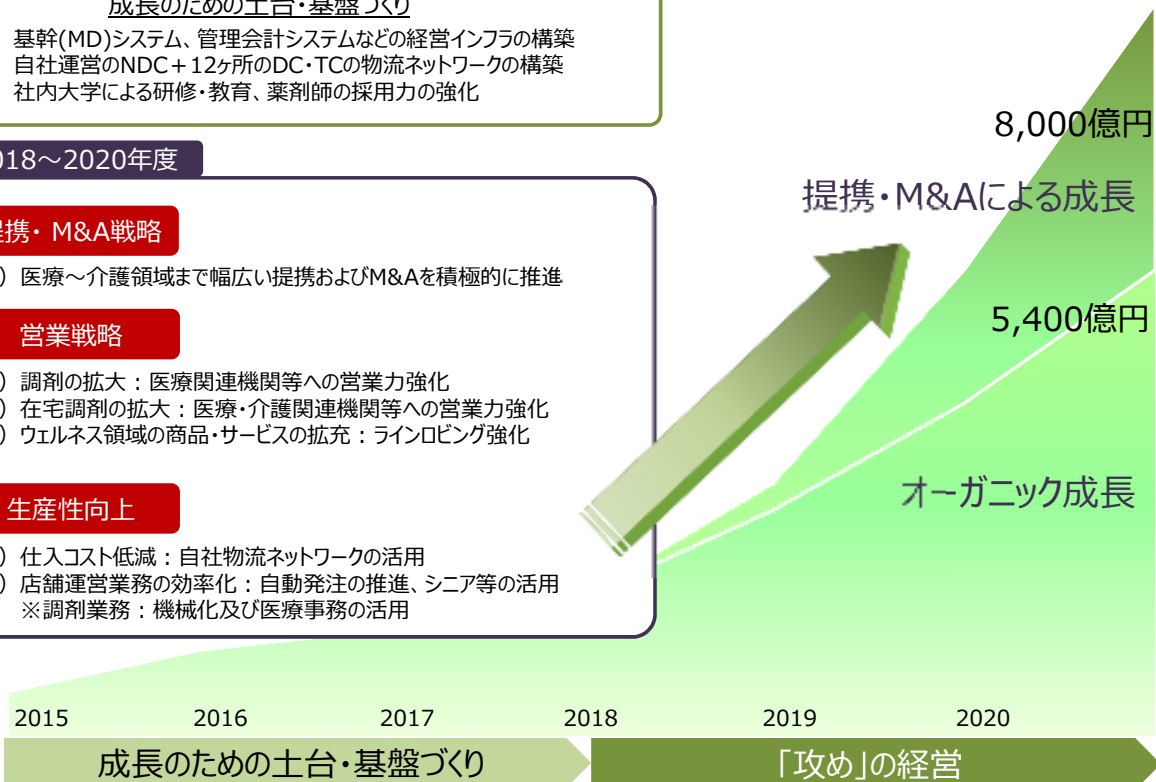 成長のための土台・基盤づくり
基幹(MD)システム、管理会計システムなどの経営インフラの構築
自社運営のNDC＋12ヶ所のDC・TCの物流ネットワークの構築
社内大学による研修・教育、薬剤師の採用力の強化
018～2020年度
提携・ M&A戦略
） 医療～介護領域まで幅広い提携およびM&Aを積極的に推進
営業戦略
） 調剤の拡大：医療関連機関等への営業力強化
） 在宅調剤の拡大：医療・介護関連機関等への営業力強化
） ウェルネス領域の商品・サービスの拡充：ラインロビング強化
生産性向上
） 仕入コスト低減：自社物流ネットワークの活用
） 店舗運営業務の効率化：自動発注の推進、シニア等の活用
※調剤業務：機械化及び医療事務の活用
8,000億円
提携・M&Aによる成長
5,400億円
オーガニック成長
2015 2016 2017 2018 2019 2020
成長のための土台・基盤づくり 「攻め」の経営